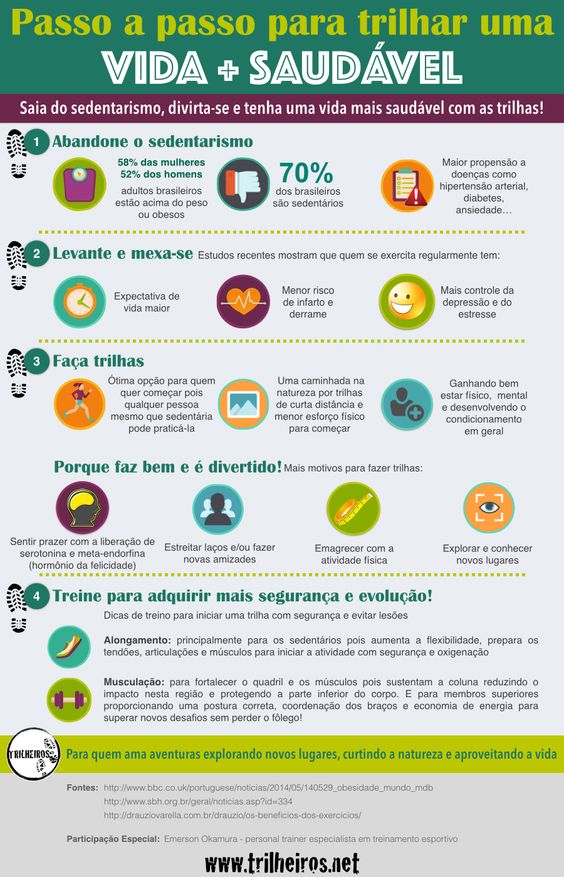 Passo a passo para trilhar uma
VIDA + SAUDÁVEL
Saia do sedentarismo, divirta-se e tenha uma vida mais saudável com as trilhas!
1 Abandone o sedentarismo
58% das mulheres
52% dos homens
adultos brasileiros
estão acima do peso
ou obesos
70%
dos brasileiros
são sedentários
Maior propensão a
doenças como
hipertensão arterial,
diabetes,
ansiedade...
2 Levante e mexa-se Estudos recentes mostram que quem se exercita regularmente tem:
Expectativa de
vida maior
Menor risco
de infarto e
derrame
Mais controle da
depressão e do
estresse
3 Faça trilhas
Ótima opção para quem
quer começar pois
qualquer pessoa
mesmo que sedentária
pode praticá-la
Uma caminhada na
natureza por trilhas
de curta distância e
menor esforço físico
para começar
Ganhando bem
estar físico, mental
e desenvolvendo o
condicionamento
em geral
Porque faz bem e é divertido! Mais motivos para fazer trilhas:
Sentir prazer com a liberação de
serotonina e meta-endorfina
(hormônio da felicidade)
Estreitar laços e/ou fazer
novas amizades
Emagrecer com a
atividade física
Explorar e conhecer
novos lugares
4 Treine para adquirir mais segurança e evolução!
Dicas de treino para iniciar uma trilha com segurança e evitar lesões
Alongamento: principalmente para os sedentários pois aumenta a flexibilidade, prepara os
tendões, articulações e músculos para iniciar a atividade com segurança e oxigenação
Musculação: para fortalecer o quadril e os músculos pois sustentam a coluna reduzindo o
impacto nesta região e protegendo a parte inferior do corpo. E para membros superiores
proporcionando uma postura correta, coordenação dos braços e economia de energia para
superar novos desafios sem perder o fôlego!
TRILHEIROS
Para quem ama aventuras explorando novos lugares, curtindo a natureza e aproveitando a vida
Fontes: http://www.bbc.co.uk/portuguese/noticias/2014/05/140529_obesidade_mundo_mdb
http://www.sbh.org.br/geral/noticias.asp?id=334
http://drauziovarella.com.br/drauzio/os-beneficios-dos-exercicios/
Participação Especial: Emerson Okamura - personal trainer especialista em treinamento esportivo
www.trilheiros.net